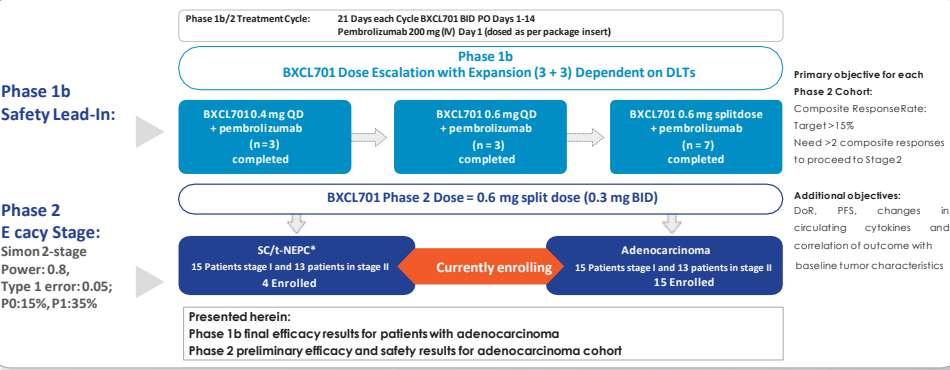 Phase 1b/2 Treatment Cycle: 21 Days each Cycle BXCL701 BID PO Days 1-14
Pembrolizumab 200 mg (IV) Day 1 (dosed as per package insert)
Phase 1b
BXCL701 Dose Escalation with Expansion (3 + 3) Dependent on DLTs
Phase 1b
Safety Lead-In:
BXCL701 0.4 mg QD
+ pembrolizumab
(n = 3)
completed
BXCL701 0.6 mg QD
+ pembrolizumab
(n = 3)
completed
BXCL701 0.6 mg split dose
+ pembrolizumab
(n = 7)
completed
Primary objective for each
Phase 2 Cohort:
Composite Response Rate:
Target >15%
Need >2 composite responses
to proceed to Stage 2
BXCL701 Phase 2 Dose = 0.6 mg split dose (0.3 mg BID)
Phase 2
E cacy Stage:
Simon 2-stage
Power: 0.8,
Type 1 error: 0.05;
P0:15%, P1:35%
SC/t-NEPC*
15 Patients stage I and 13 patients in stage II
4 Enrolled
Currently enrolling
Adenocarcinoma
15 Patients stage I and 13 patients in stage II
15 Enrolled
Additional objectives:
DoR, PFS, changes in
circulating cytokines and
correlation of outcome with
baseline tumor characteristics
Presented herein:
Phase 1b final efficacy results for patients with adenocarcinoma
Phase 2 preliminary efficacy and safety results for adenocarcinoma cohort